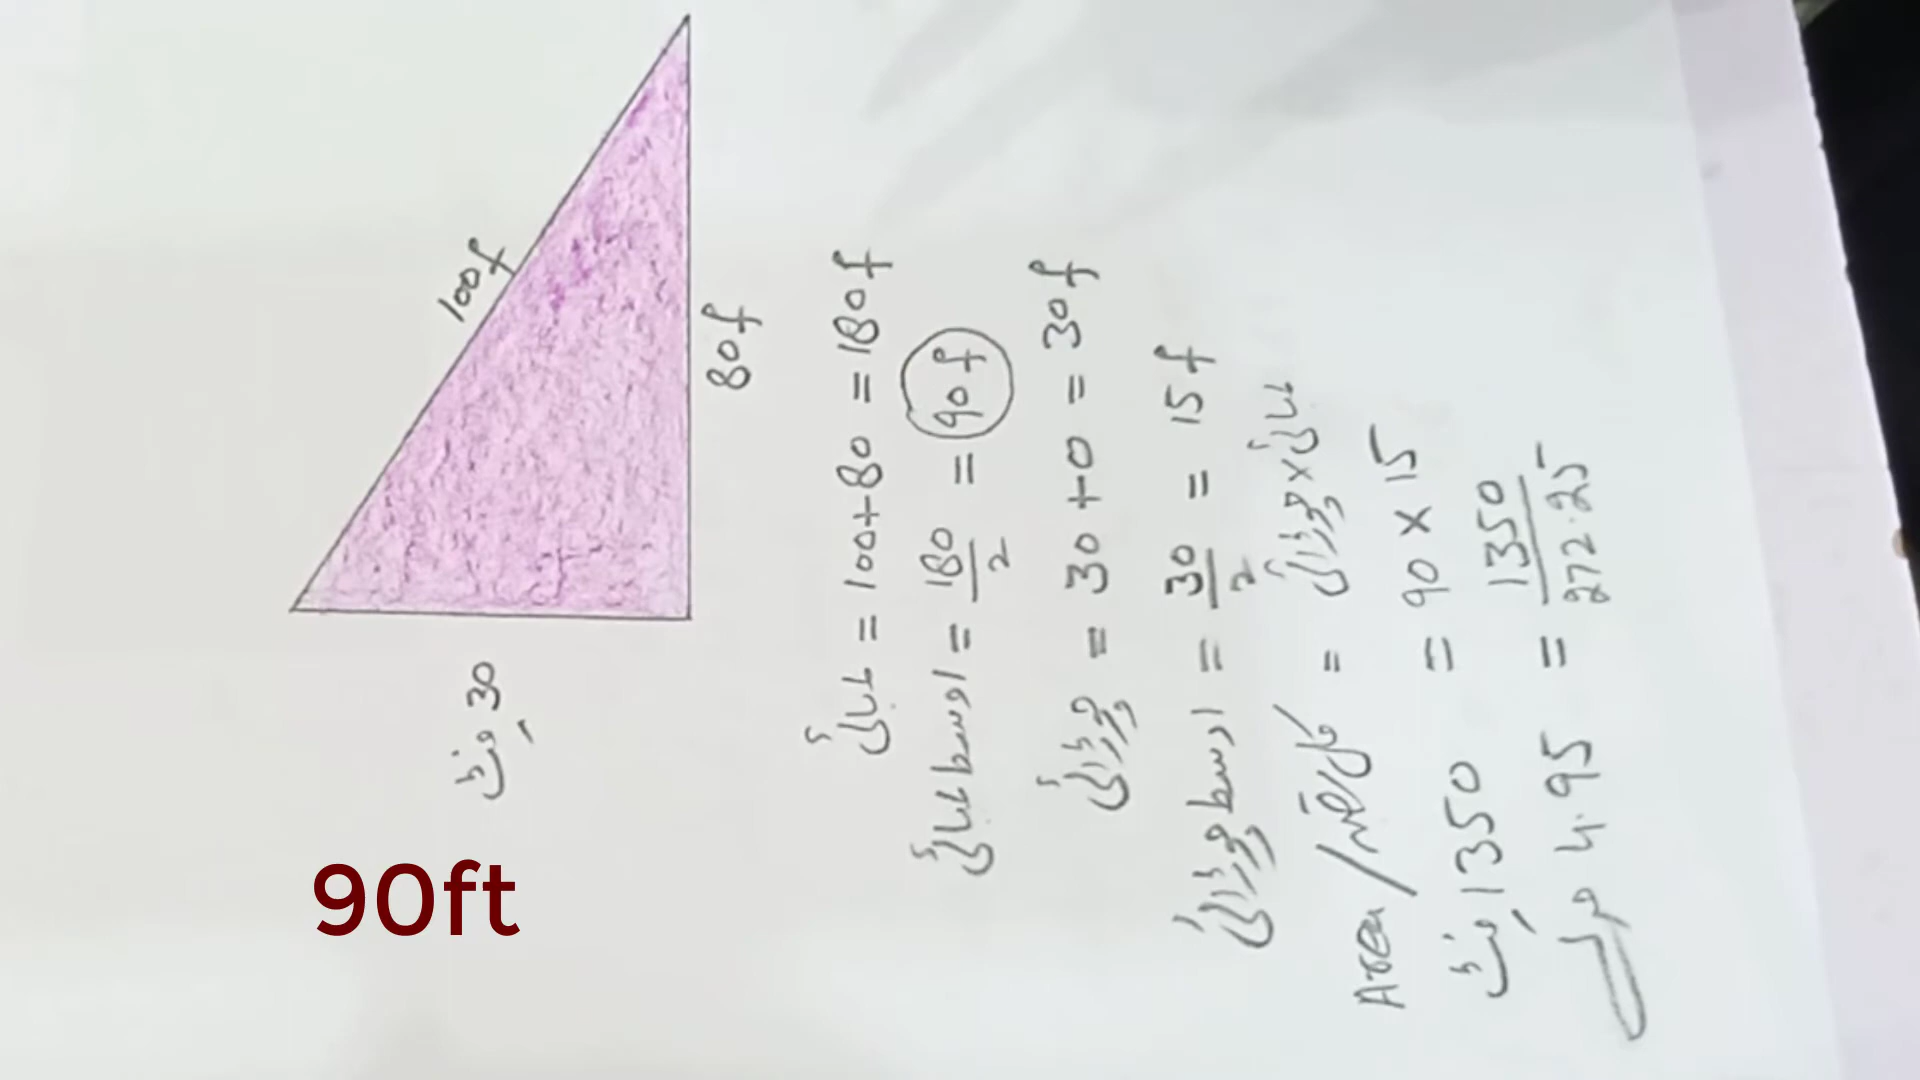 100f
80f
30 فٹ
لمبائی = 100+80 = 180f
اوسط لمبائی = 180/2 = 90f
چوڑائی = 30+0 = 30f
اوسط چوڑائی = 30/2 = 15f
Area / کل رقبہ = چوڑائی × لمبائی
= 90 × 15
1350 فٹ
= 1350/272.25
4.95 مرلے
90ft